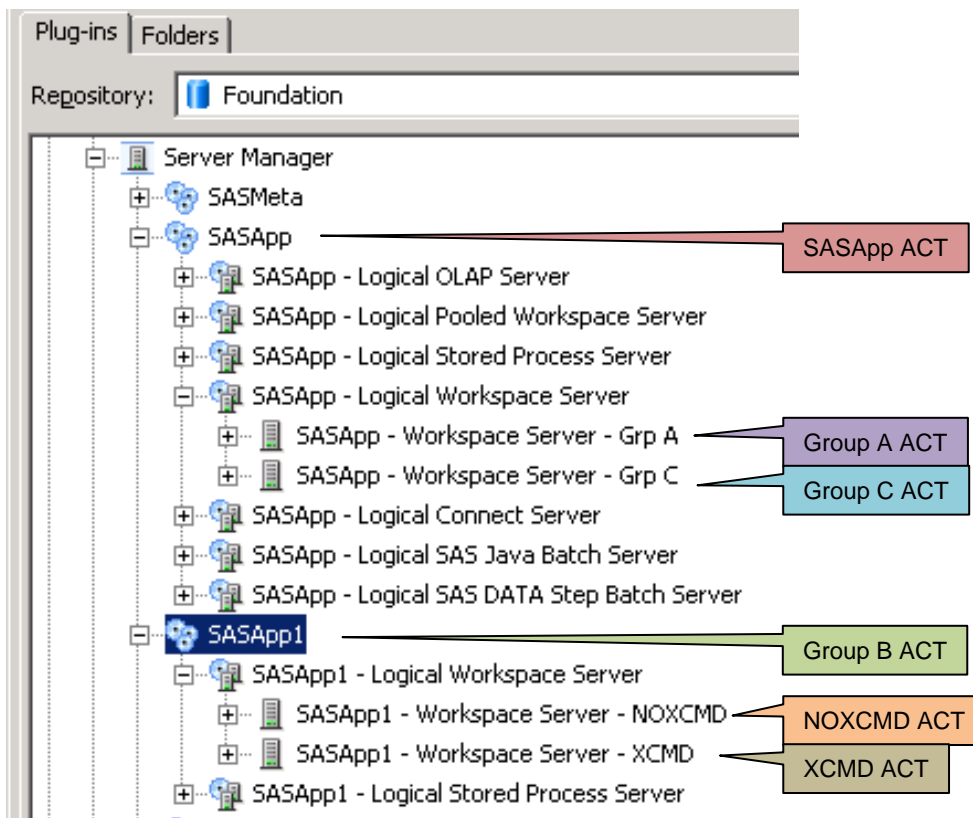 Plug-ins Folders
Repository: Foundation
Server Manager
SASMeta
SASApp
SASApp ACT
SASApp - Logical OLAP Server
SASApp - Logical Pooled Workspace Server
SASApp - Logical Stored Process Server
SASApp - Logical Workspace Server
SASApp - Workspace Server - Grp A
Group A ACT
SASApp - Workspace Server - Grp C
Group C ACT
SASApp - Logical Connect Server
SASApp - Logical SAS Java Batch Server
SASApp - Logical SAS DATA Step Batch Server
SASApp1
Group B ACT
SASApp1 - Logical Workspace Server
SASApp1 - Workspace Server - NOXCMD
NOXCMD ACT
SASApp1 - Workspace Server - XCMD
XCMD ACT
SASApp1 - Logical Stored Process Server